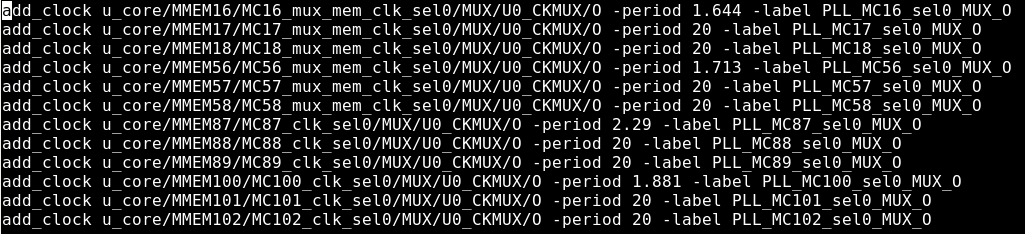 add_clock u_core/MMEM16/MC16_mux_mem_clk_sel0/MUX/U0_CKMUX/O -period 1.644 -label PLL_MC16_sel0_MUX_O
add_clock u_core/MMEM17/MC17_mux_mem_clk_sel0/MUX/U0_CKMUX/O -period 20 -label PLL_MC17_sel0_MUX_O
add_clock u_core/MMEM18/MC18_mux_mem_clk_sel0/MUX/U0_CKMUX/O -period 20 -label PLL_MC18_sel0_MUX_O
add_clock u_core/MMEM56/MC56_mux_mem_clk_sel0/MUX/U0_CKMUX/O -period 1.713 -label PLL_MC56_sel0_MUX_O
add_clock u_core/MMEM57/MC57_mux_mem_clk_sel0/MUX/U0_CKMUX/O -period 20 -label PLL_MC57_sel0_MUX_O
add_clock u_core/MMEM58/MC58_mux_mem_clk_sel0/MUX/U0_CKMUX/O -period 20 -label PLL_MC58_sel0_MUX_O
add_clock u_core/MMEM87/MC87_clk_sel0/MUX/U0_CKMUX/O -period 2.29 -label PLL_MC87_sel0_MUX_O
add_clock u_core/MMEM88/MC88_clk_sel0/MUX/U0_CKMUX/O -period 20 -label PLL_MC88_sel0_MUX_O
add_clock u_core/MMEM89/MC89_clk_sel0/MUX/U0_CKMUX/O -period 20 -label PLL_MC89_sel0_MUX_O
add_clock u_core/MMEM100/MC100_clk_sel0/MUX/U0_CKMUX/O -period 1.881 -label PLL_MC100_sel0_MUX_O
add_clock u_core/MMEM101/MC101_clk_sel0/MUX/U0_CKMUX/O -period 20 -label PLL_MC101_sel0_MUX_O
add_clock u_core/MMEM102/MC102_clk_sel0/MUX/U0_CKMUX/O -period 20 -label PLL_MC102_sel0_MUX_O